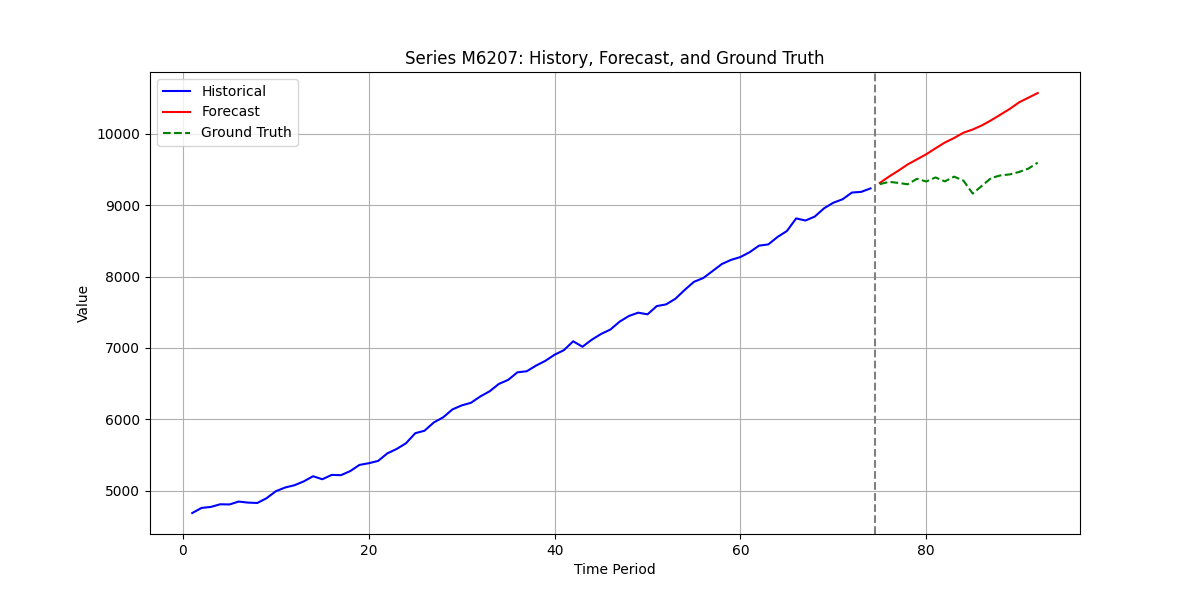 Series M6207: History, Forecast, and Ground Truth
Historical
Forecast
Ground Truth
10000
9000
8000
7000
6000
5000
Value
0
20
40
60
80
Time Period